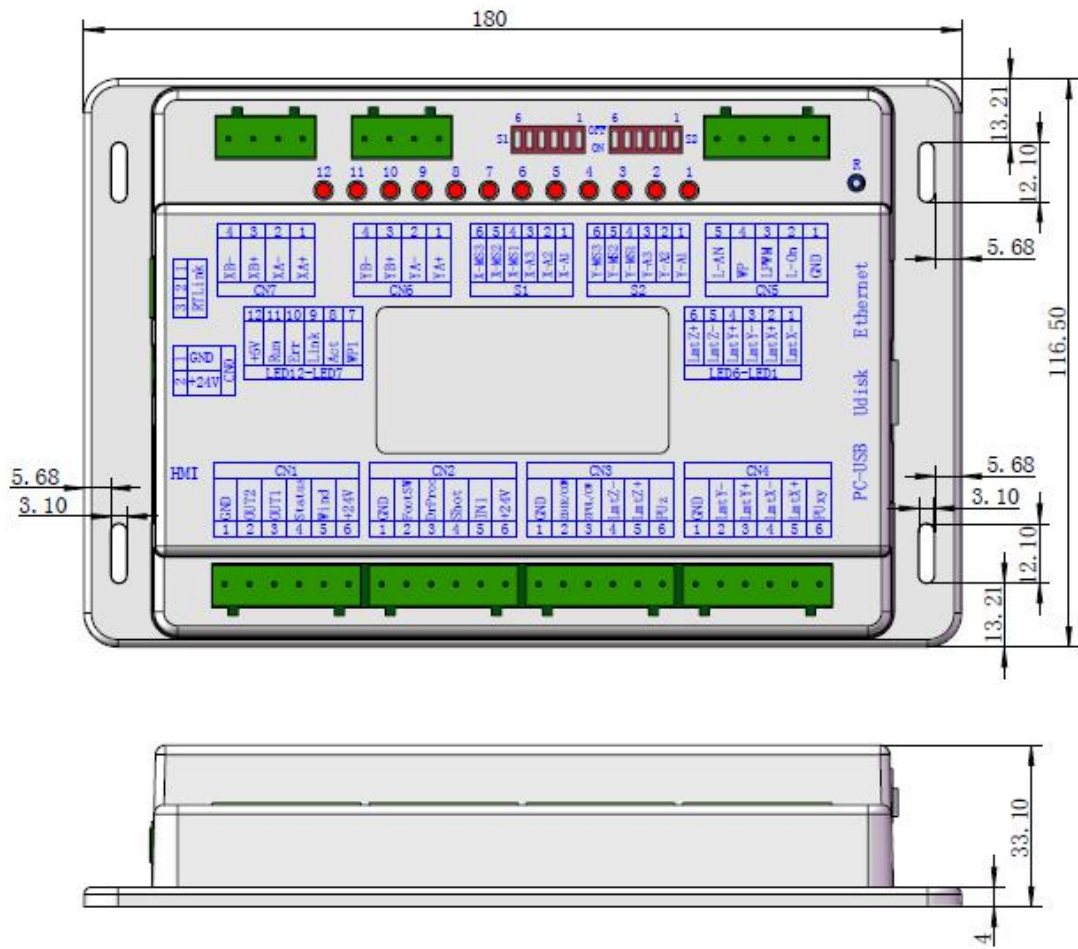 180
13.21
12.10
5.68
116.50
6 1 OFF 6 1
S1 ON S2
12 11 10 9 8 7 6 5 4 3 2 1
R
4 3 2 1
XB- XB+ XA- XA+
CN7
4 3 2 1
YB- YB+ YA- YA+
CN6
6 5 4 3 2 1
X-MS3 X-MS2 X-MS1 X-A3 X-A2 X-A1
S1
6 5 4 3 2 1
Y-MS3 Y-MS2 Y-MS1 Y-A3 Y-A2 Y-A1
S2
5 4 3 2 1
L-AN WP LPWM L-On GND
CN5
3 2 1
RTLink
12 11 10 9 8 7
+5V Run Err Link Act WP1
LED12-LED7
6 5 4 3 2 1
LmtZ+ LmtZ- LmtY+ LmtY- LmtX+ LmtX-
LED6-LED1
1 GND
2 +24V
CN0
Ethernet
Udisk
PC-USB
HMI
CN1
GND OUT2 OUT1 Status Wind +24V
1 2 3 4 5 6
CN2
GND FootSW DrProc Shot IN1 +24V
1 2 3 4 5 6
CN3
GND LmtZ- LmtZ+ PUz
1 2 3 4 5 6
CN4
GND LmtY- LmtY+ LmtX- LmtX+ PUxy
1 2 3 4 5 6
5.68
3.10
5.68
3.10
12.10
13.21
33.10
4